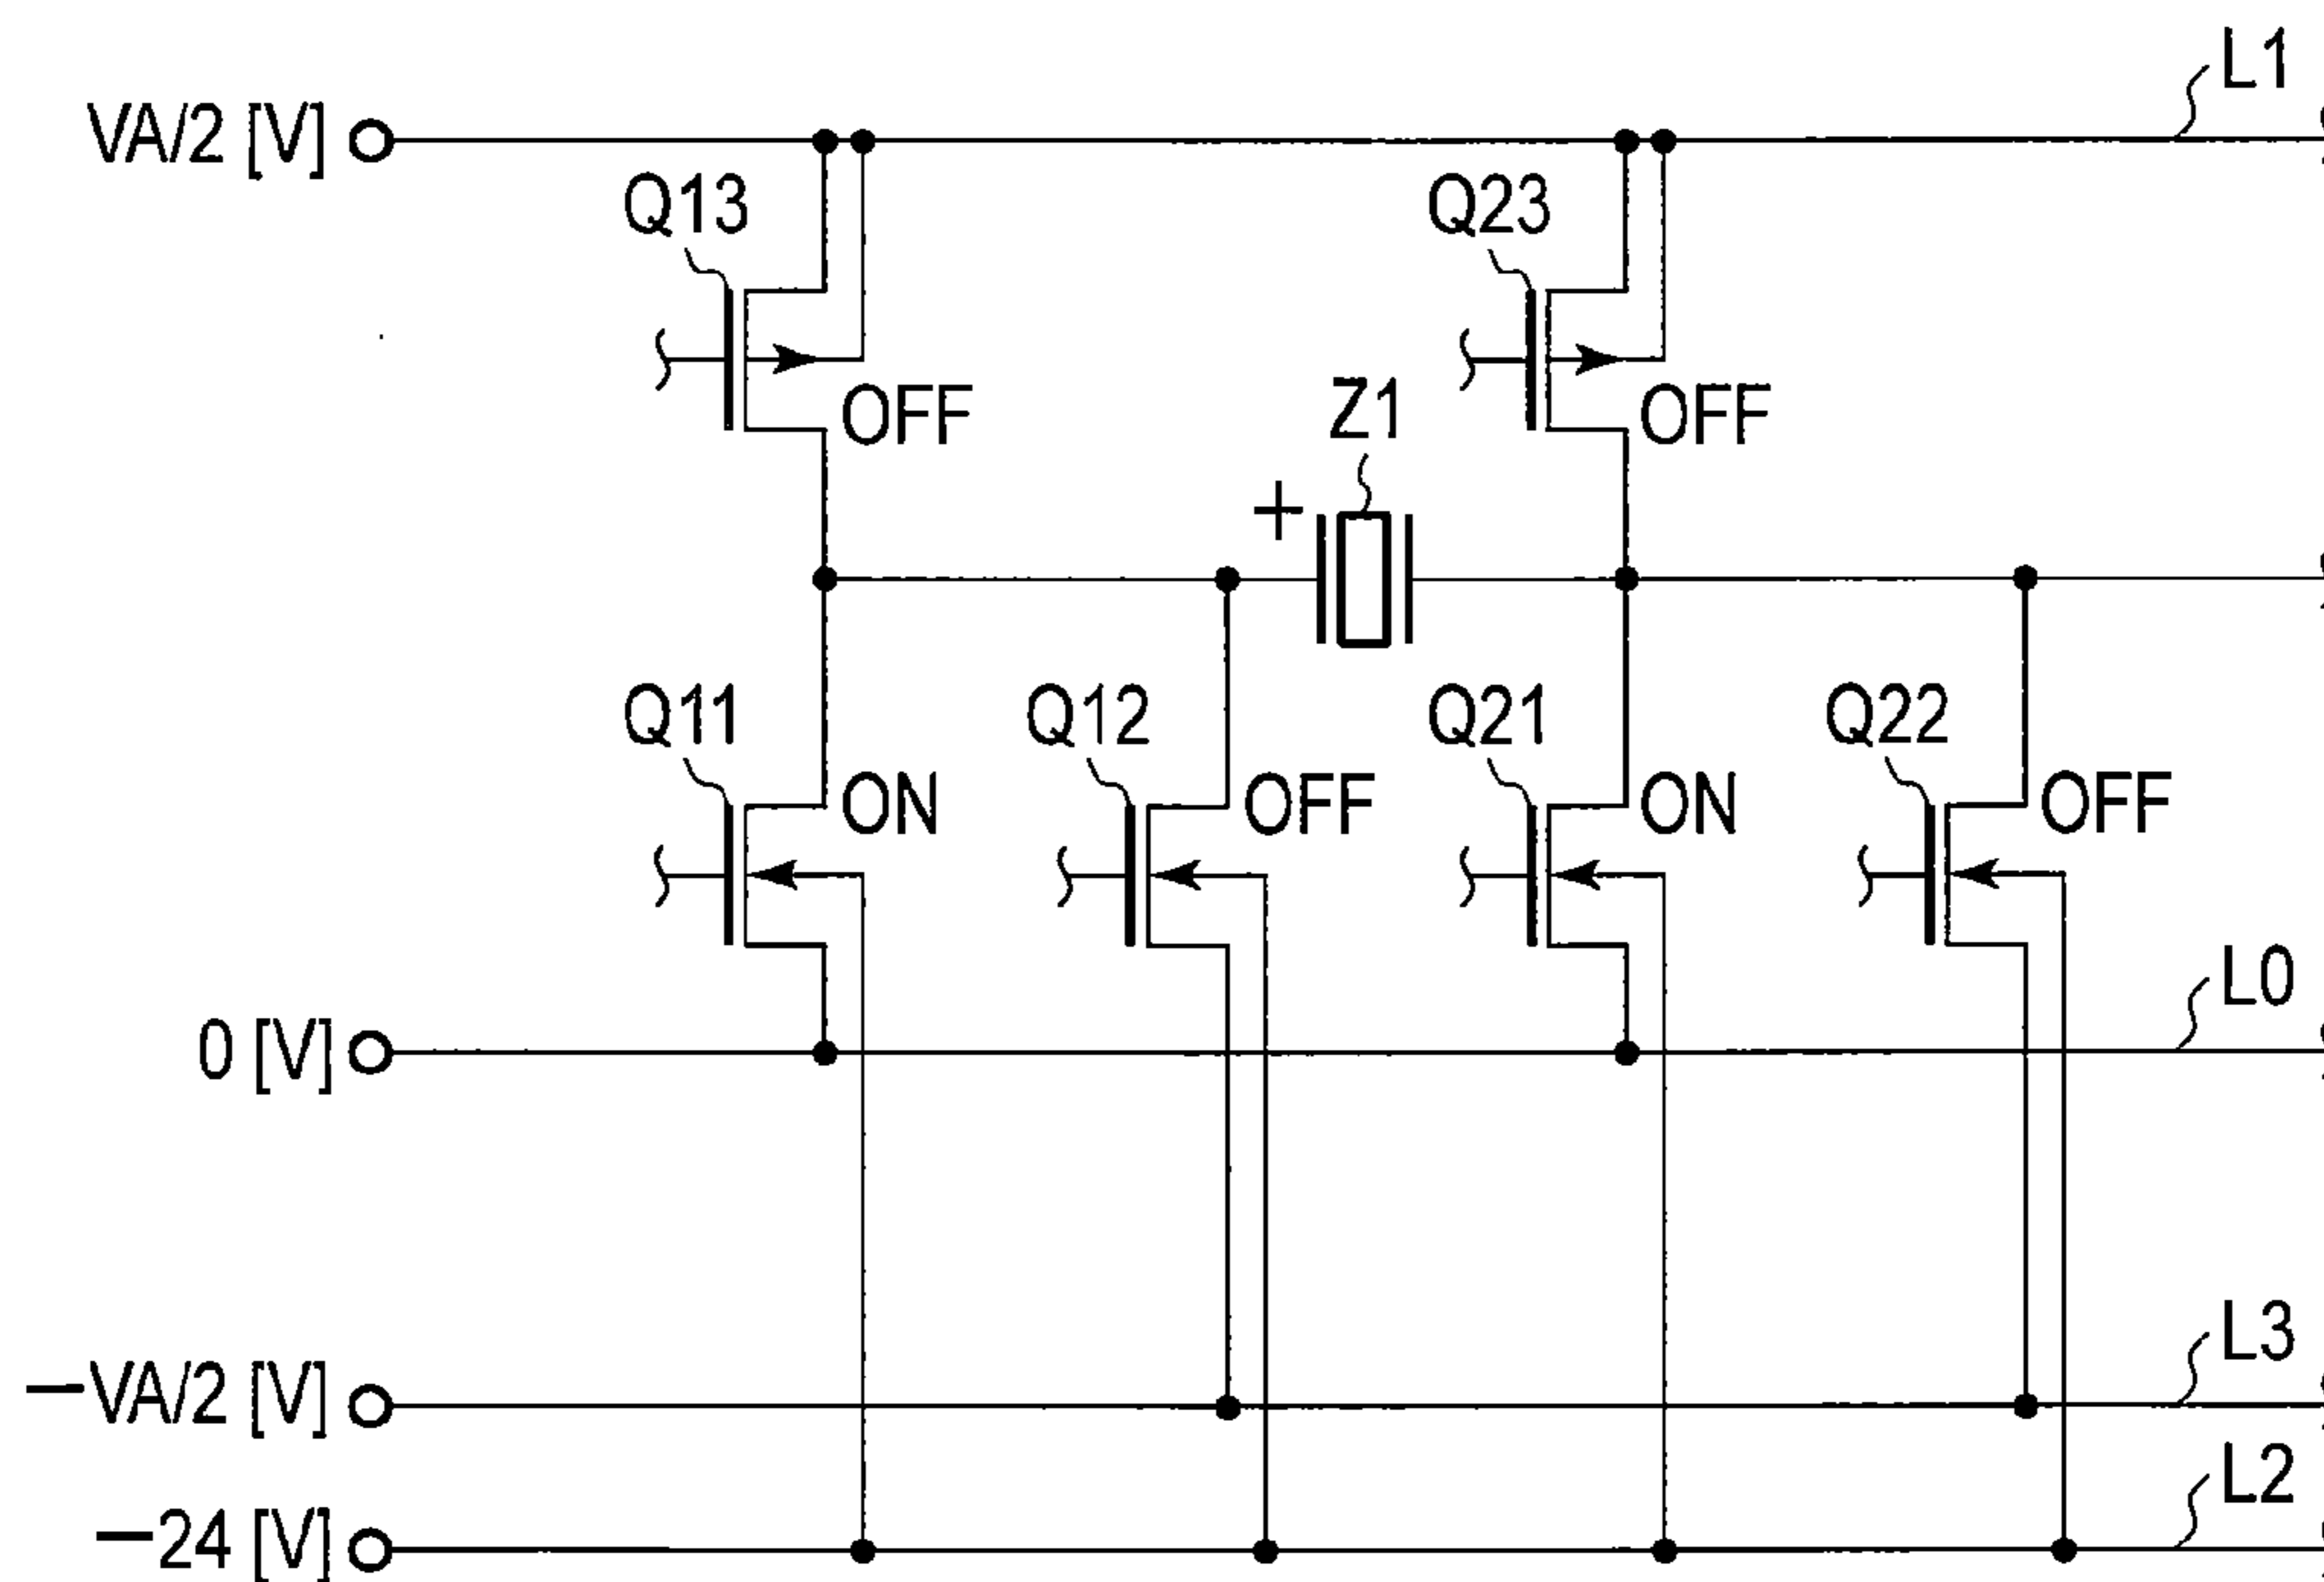 L1
VA/2 [V]
Q13
Q23
OFF
Z1
OFF
+
Q11
Q12
Q21
Q22
ON
OFF
ON
OFF
L0
0 [V]
L3
−VA/2 [V]
L2
−24 [V]